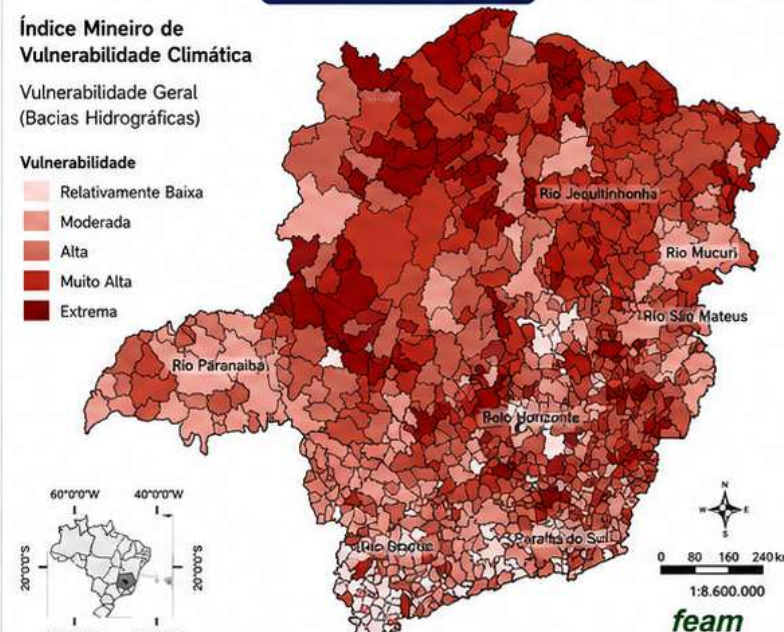 Índice Mineiro de
Vulnerabilidade Climática
Vulnerabilidade Geral
(Bacias Hidrográficas)
Vulnerabilidade
Relativamente Baixa
Moderada
Alta
Muito Alta
Extrema
Rio Jequitinhonha
Rio Mucuri
Rio São Mateus
Rio Paranaíba
Horizonte
Paraíba do Sul
60°0'0"W 40°0'0"W
20°0'0"S 20°0'0"S
N
W E
S
0 80 160 240 km
1:8.600.000
feam